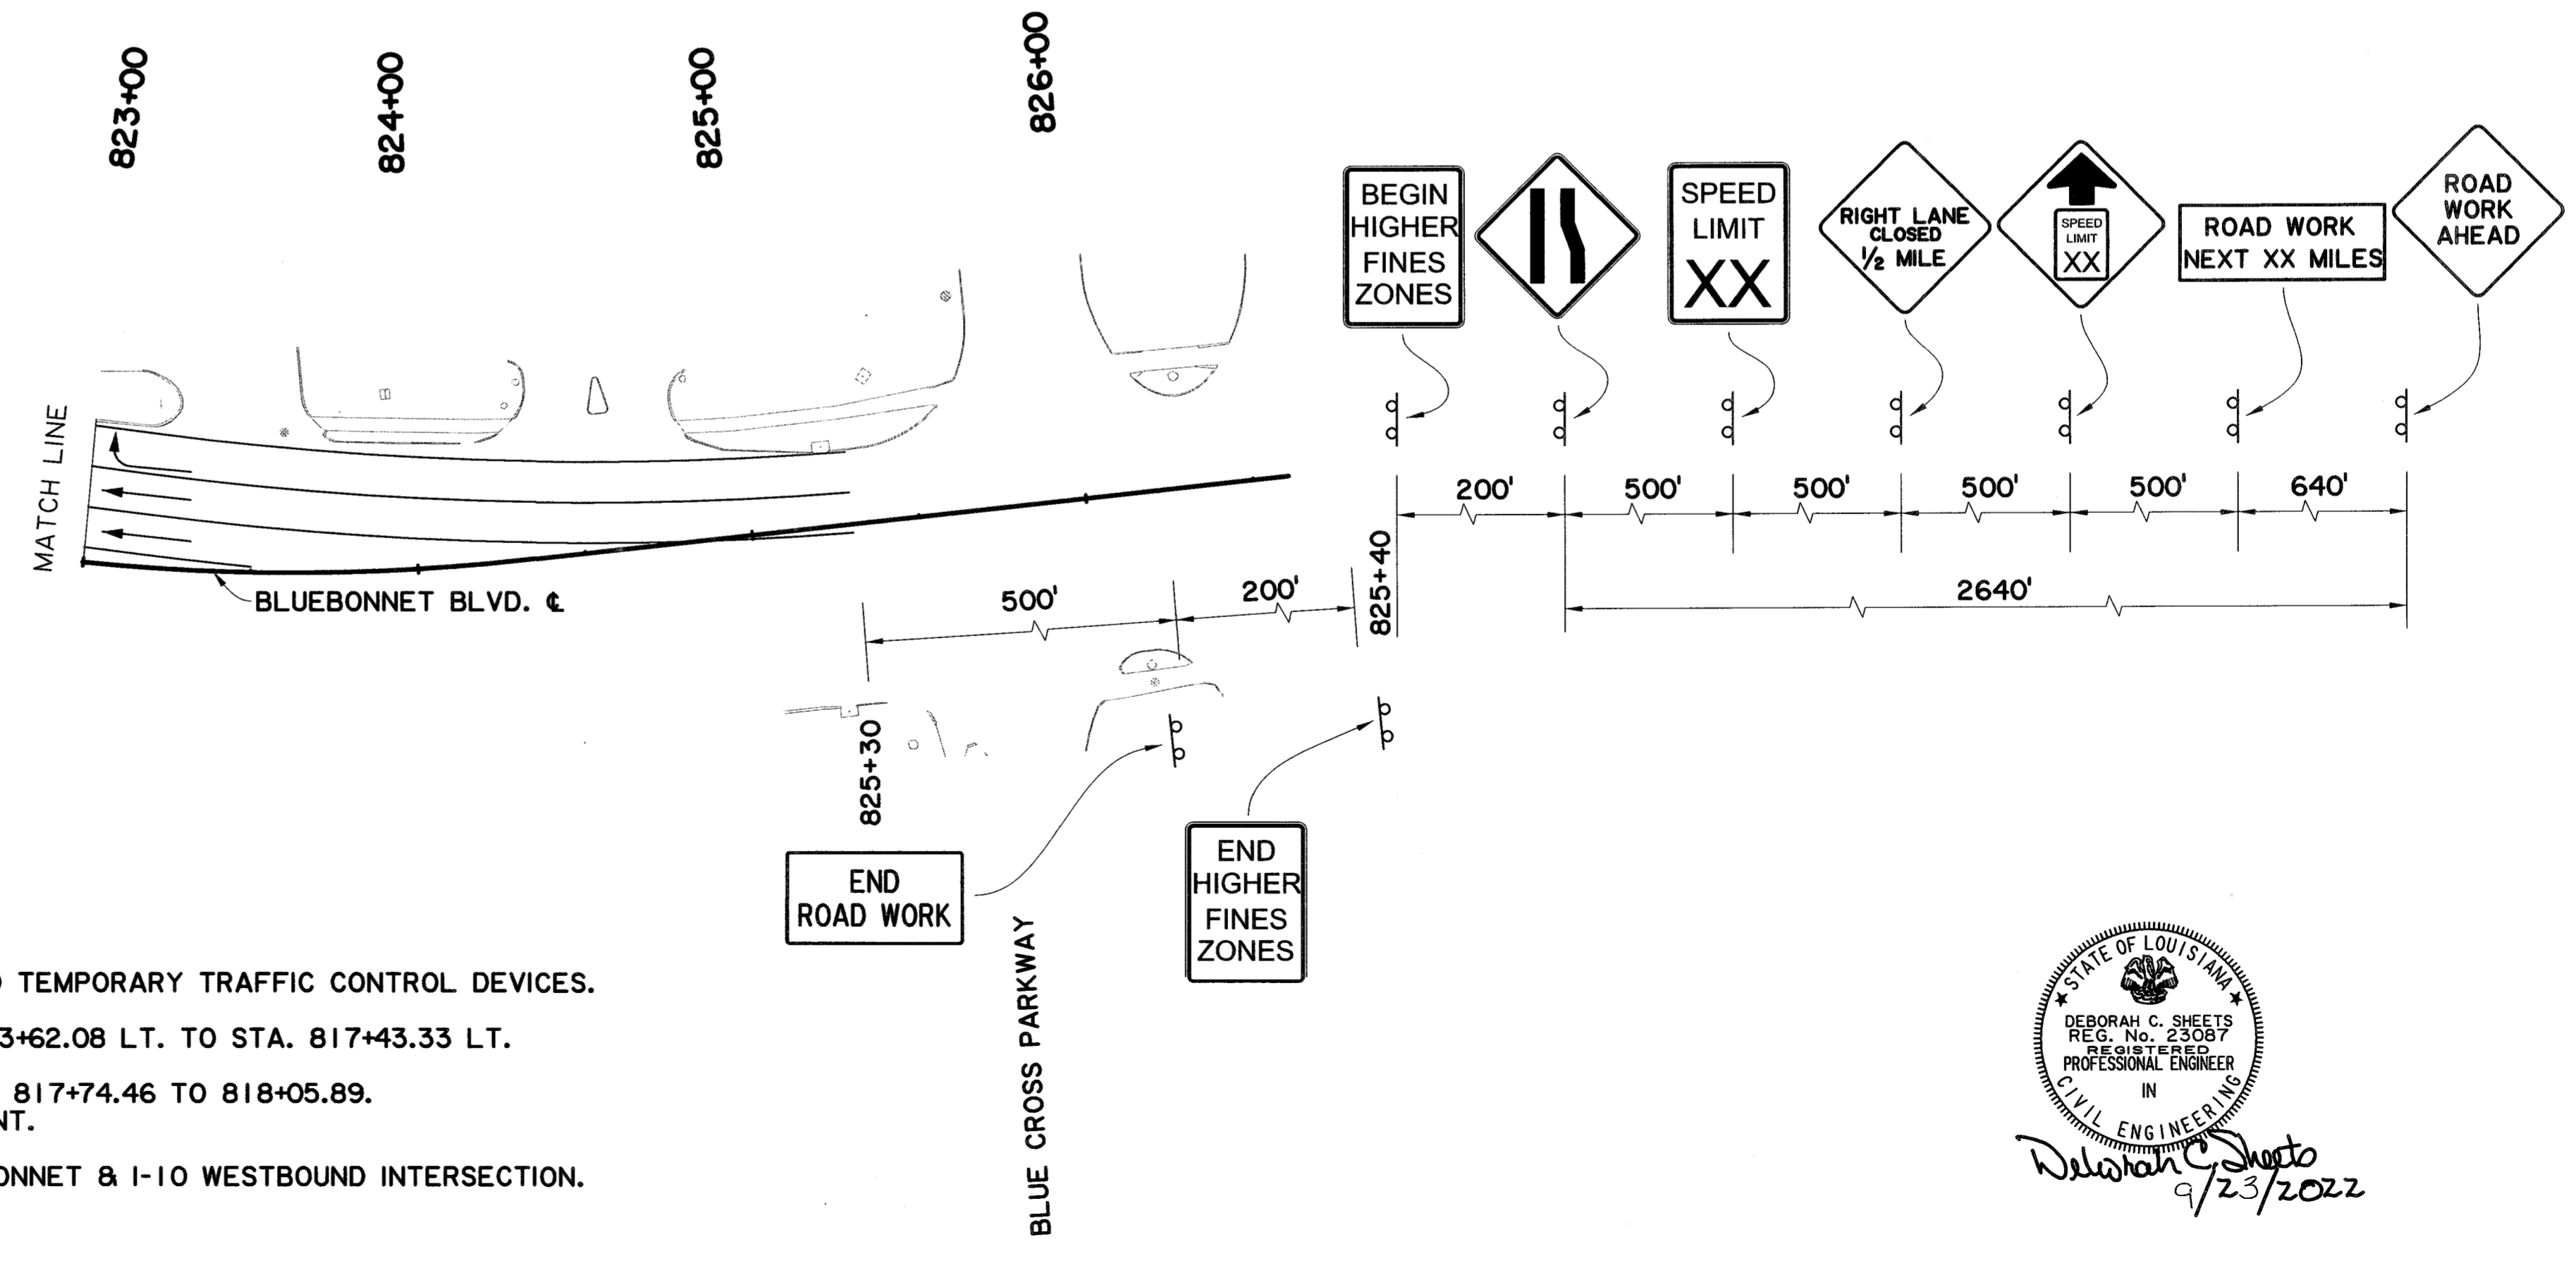 823+00
824+00
825+00
826+00
BEGIN
HIGHER
FINES
ZONES
SPEED
LIMIT
XX
RIGHT LANE
CLOSED
1/2 MILE
SPEED
LIMIT
XX
ROAD WORK
NEXT XX MILES
ROAD
WORK
AHEAD
MATCH LINE
BLUEBONNET BLVD. ℄
200'
500'
500'
500'
500'
640'
2640'
825+40
500'
200'
825+30
END
ROAD WORK
END
HIGHER
FINES
ZONES
BLUE CROSS PARKWAY
TEMPORARY TRAFFIC CONTROL DEVICES.
3+62.08 LT. TO STA. 817+43.33 LT.
817+74.46 TO 818+05.89.
NT.
ONNET & I-10 WESTBOUND INTERSECTION.
STATE OF LOUISIANA
DEBORAH C. SHEETS
REG. No. 23087
REGISTERED
PROFESSIONAL ENGINEER
IN
CIVIL ENGINEERING
Deborah C. Sheets
9/23/2022